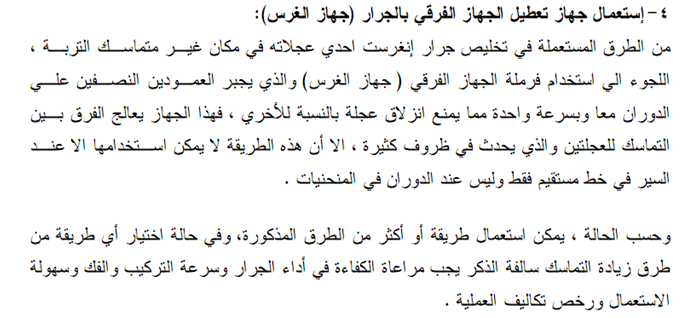 ٤- إستعمال جهاز تعطيل الجهاز الفرقي بالجرار (جهاز الغرس):
من الطرق المستعملة في تخليص جرار إنغرست احدي عجلاته في مكان غير متماسك التربة ،
اللجوء الي استخدام فرملة الجهاز الفرقي ( جهاز الغرس) والذي يجبر العمودين النصفين علي
الدوران معا وبسرعة واحدة مما يمنع انزلاق عجلة بالنسبة للأخري ، فهذا الجهاز يعالج الفرق بين
التماسك للعجلتين والذي يحدث في ظروف كثيرة ، الا أن هذه الطريقة لا يمكن استخدامها الا عند
السير في خط مستقيم فقط وليس عند الدوران في المنحنيات .
وحسب الحالة ، يمكن استعمال طريقة أو أكثر من الطرق المذكورة، وفي حالة اختيار أي طريقة من
طرق زيادة التماسك سالفة الذكر يجب مراعاة الكفاءة في أداء الجرار وسرعة التركيب والفك وسهولة
الاستعمال ورخص تكاليف العملية .